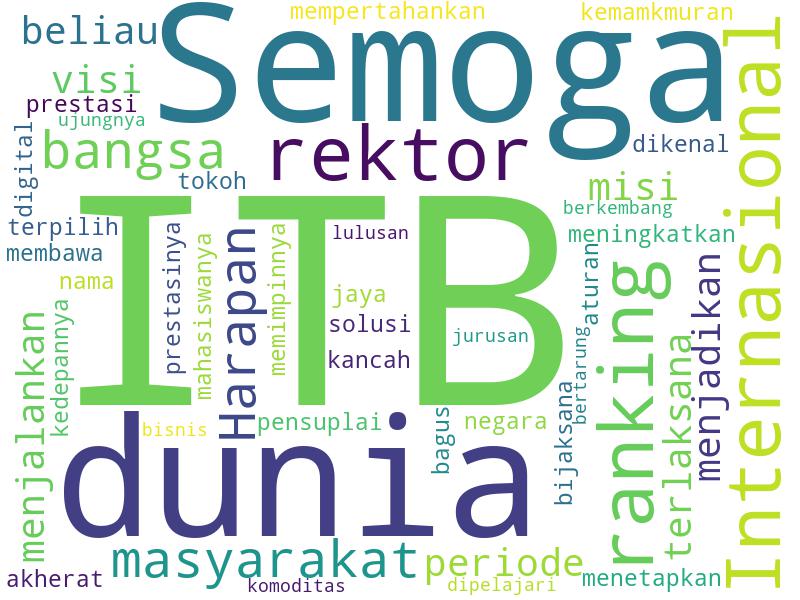 mempertahankan
kemamkmuran
beliau
Semoga
visi
prestasi
ujungnya
bangsa
rektor
dikenal
digital
tokoh
misi
Internasional
berkembang
terpilih
meningkatkan
membawa
ITB
nama
prestasinya
mahasiswanya
Harapan
memimpinnya
lulusan
jaya
solusi
kancah
jurusan
aturan
bertarung
ranking
menjadikan
terlaksana
menjalankan
kedepannya
bisnis
pensuplai
bagus
negara
bijaksana
dunia
masyarakat
periode
akherat
komoditas
dipelajari
menetapkan